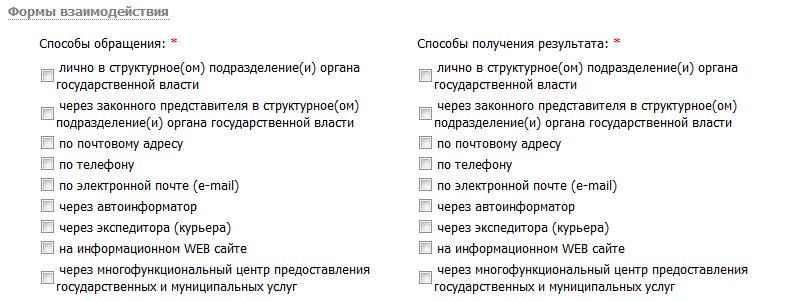 Формы взаимодействия
Способы обращения: *
лично в структурное(ом) подразделение(и) органа
государственной власти
через законного представителя в структурное(ом)
подразделение(и) органа государственной власти
по почтовому адресу
по телефону
по электронной почте (e-mail)
через автоинформатор
через экспедитора (курьера)
на информационном WEB сайте
через многофункциональный центр предоставления
государственных и муниципальных услуг
Способы получения результата: *
лично в структурное(ом) подразделение(и) органа
государственной власти
через законного представителя в структурное(ом)
подразделение(и) органа государственной власти
по почтовому адресу
по телефону
по электронной почте (e-mail)
через автоинформатор
через экспедитора (курьера)
на информационном WEB сайте
через многофункциональный центр предоставления
государственных и муниципальных услуг